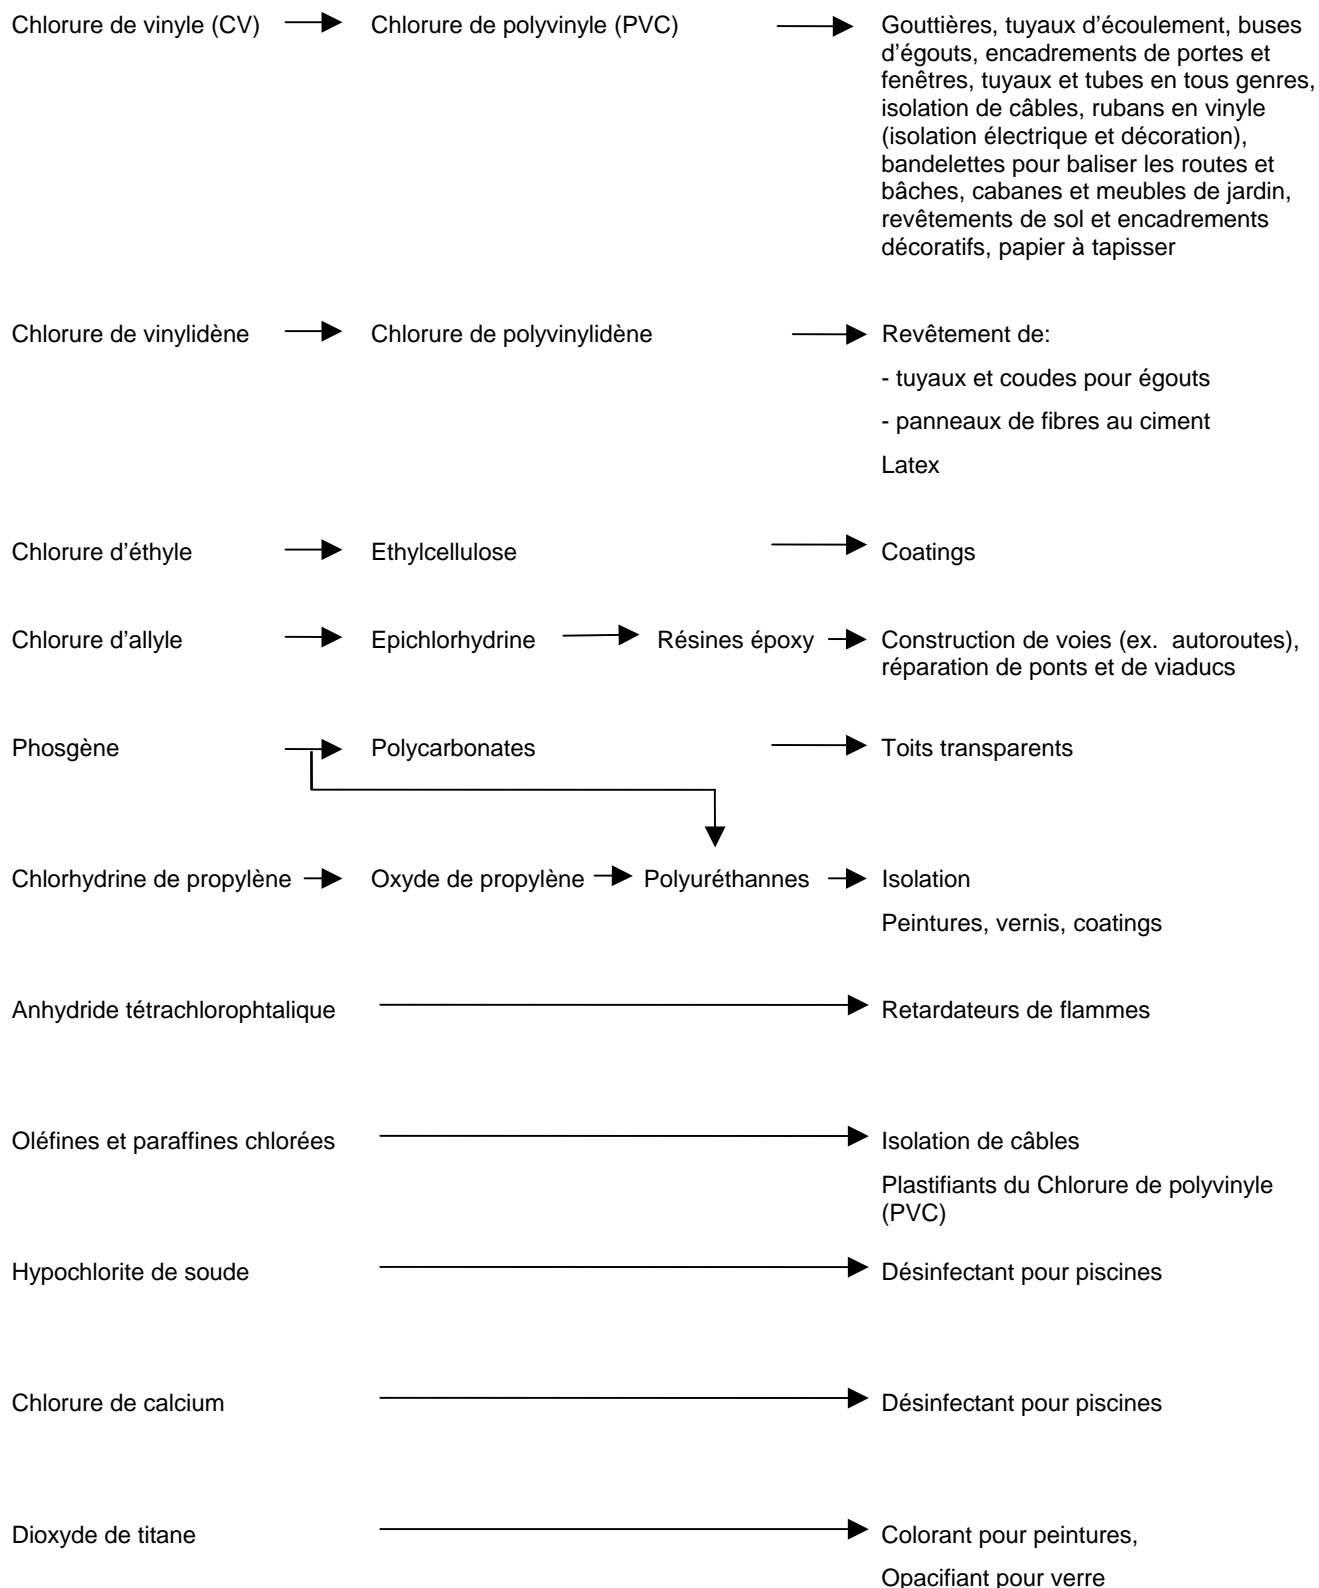 Chlorure de vinyle (CV) Chlorure de polyvinyle (PVC) Gouttières, tuyaux d'écoulement, buses
d'égouts, encadrements de portes et
fenêtres, tuyaux et tubes en tous genres,
isolation de câbles, rubans en vinyle
(isolation électrique et décoration),
bandelettes pour baliser les routes et
bâches, cabanes et meubles de jardin,
revêtements de sol et encadrements
décoratifs, papier à tapisser
Chlorure de vinylidène Chlorure de polyvinylidène Revêtement de:
- tuyaux et coudes pour égouts
- panneaux de fibres au ciment
Latex
Chlorure d'éthyle Ethylcellulose Coatings
Chlorure d'allyle Epichlorhydrine Résines époxy Construction de voies (ex. autoroutes),
réparation de ponts et de viaducs
Phosgène Polycarbonates Toits transparents
Chlorhydrine de propylène Oxyde de propylène Polyuréthannes Isolation
Peintures, vernis, coatings
Anhydride tétrachlorophtalique Retardateurs de flammes
Oléfines et paraffines chlorées Isolation de câbles
Plastifiants du Chlorure de polyvinyle
(PVC)
Hypochlorite de soude Désinfectant pour piscines
Chlorure de calcium Désinfectant pour piscines
Dioxyde de titane Colorant pour peintures,
Opacifiant pour verre